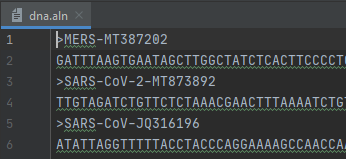 dna.aln
1 >MERS-MT387202
2 GATTTAAGTGAATAGCTTGGCTATCTCACTTCCCCT
3 >SARS-CoV-2-MT873892
4 TTGTAGATCTGTTCTCTAAACGAACTTTAAAATCTGT
5 >SARS-CoV-JQ316196
6 ATATTAGGTTTTTACCTACCCAGGAAAAGCCAACCAA